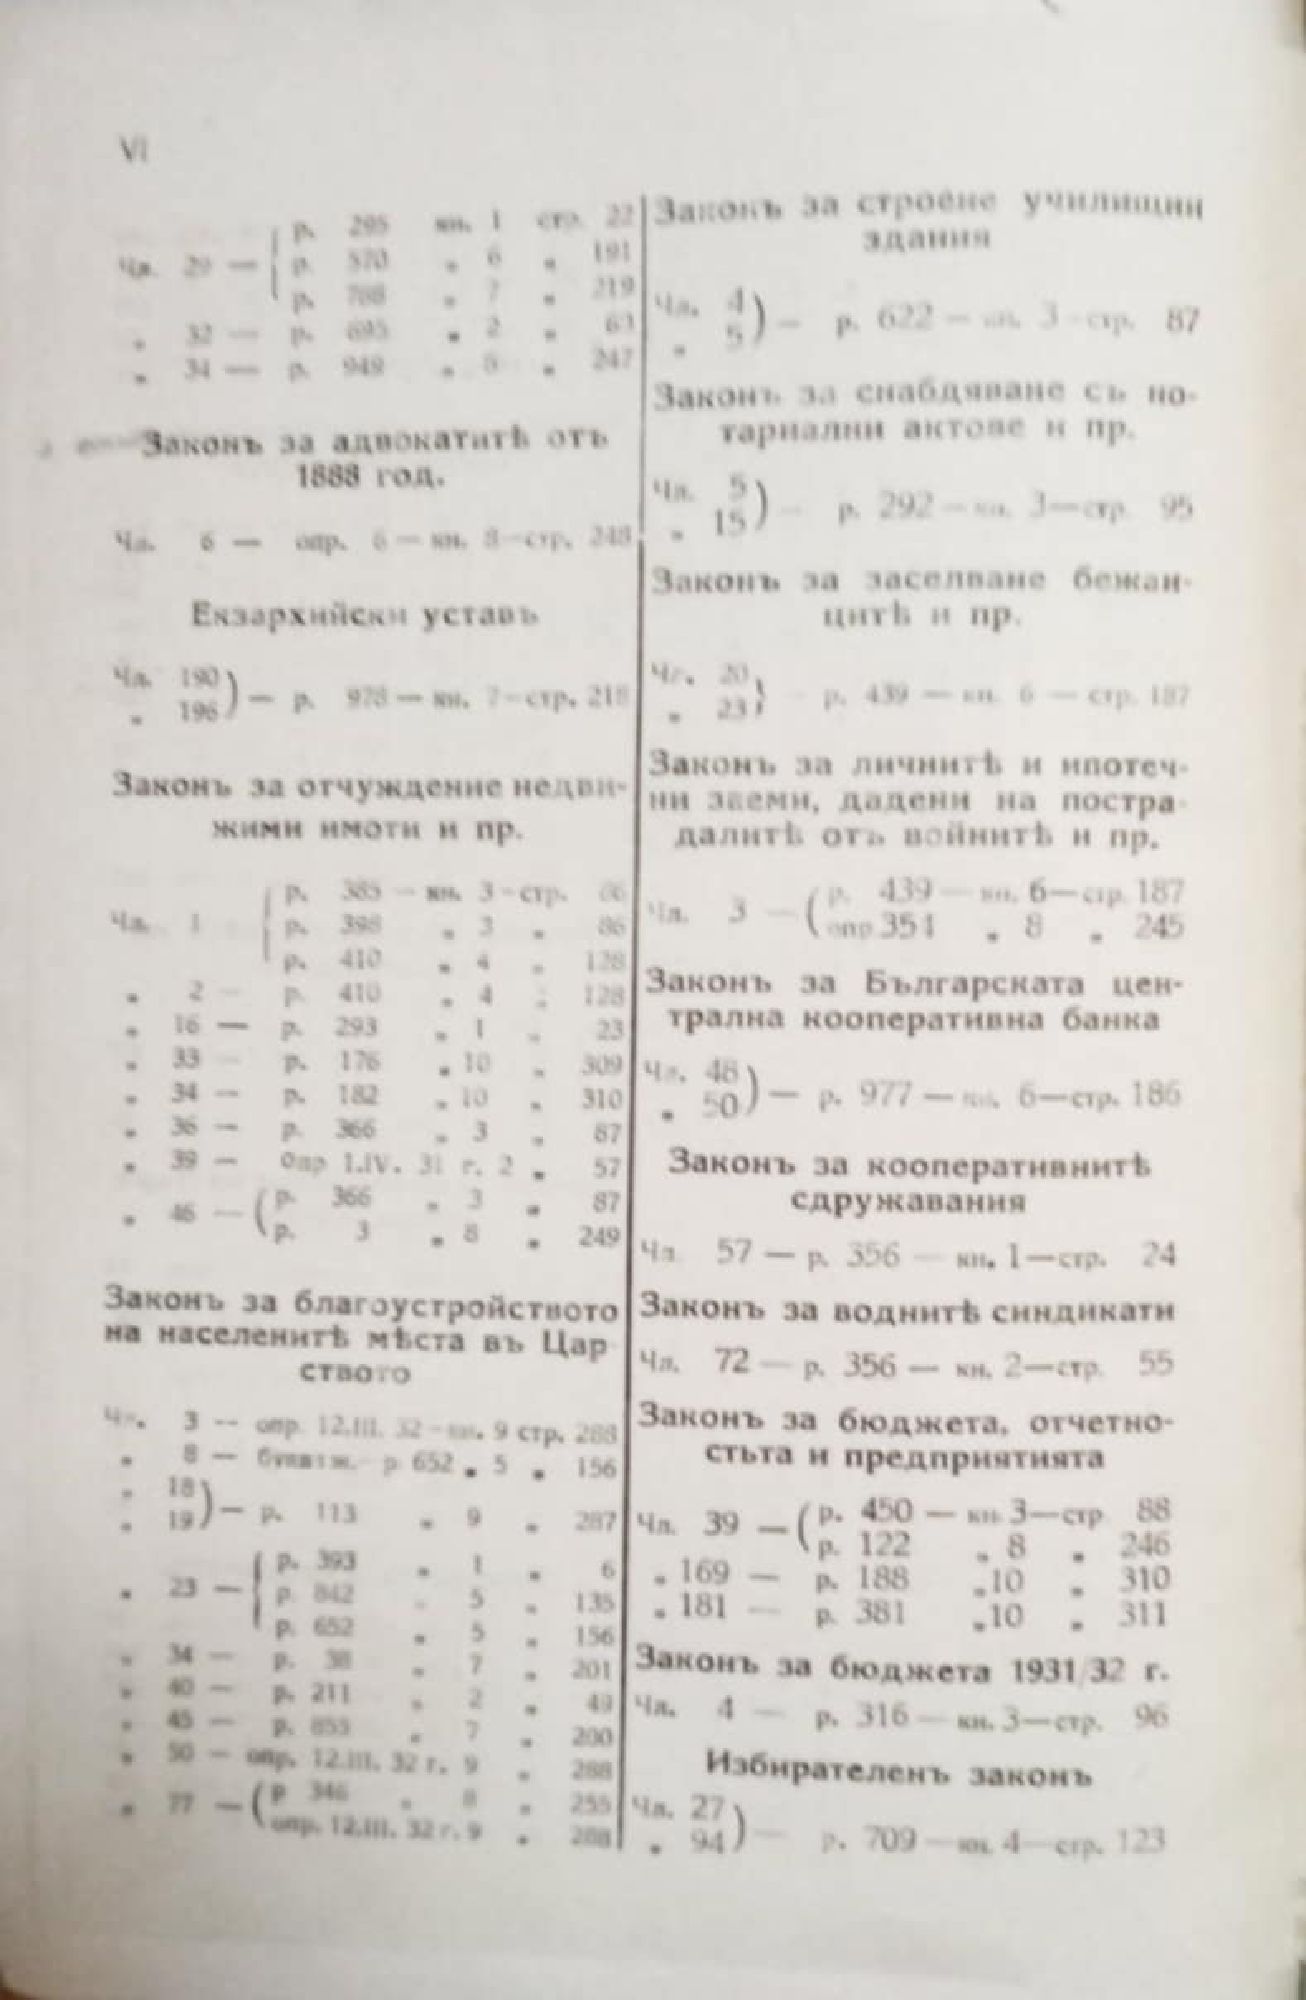 VI
Чл. 29 — р. 295 кн. 1 стр. 22
р. 570 „ 6 „ 191
р. 788 „ 7 „ 219
„ 32 — р. 695 „ 2 „ 63
„ 34 — р. 949 „ 8 „ 247
Законъ за адвокатитѣ отъ
1888 год.
Чл. 6 — опр. 6 — кн. 8—стр. 248
Екзархийски уставъ
Чл. 190
„ 196) — р. 978 — кн. 7—стр. 218
Законъ за отчуждение недви-
жими имоти и пр.
Чл. 1 р. 385 — кн. 3—стр. 86
р. 398 „ 3 „ 86
р. 410 „ 4 „ 128
„ 2 — р. 410 „ 4 „ 128
„ 16 — р. 293 „ 1 „ 23
„ 33 — р. 176 „ 10 „ 309
„ 34 — р. 182 „ 10 „ 310
„ 36 — р. 366 „ 3 „ 87
„ 39 — Опр 1.IV. 31 г. 2 „ 57
„ 46 — (р. 366 „ 3 „ 87
р. 3 „ 8 „ 249
Законъ за благоустройството
на населенитѣ мѣста въ Цар
ството
Чл. 3 — опр. 12.III. 32—кн. 9 стр. 288
„ 8 — р 652 „ 5 „ 156
„ 18
„ 19) — р. 113 „ 9 „ 287
„ 23 — р. 393 „ 1 „ 6
р. 842 „ 5 „ 135
р. 652 „ 5 „ 156
„ 34 — р. 38 „ 7 „ 201
„ 40 — р. 211 „ 2 „ 49
„ 45 — р. 855 „ 7 „ 200
„ 50 — опр. 12.III. 32 г. 9 „ 288
„ 77 — (р 346 „ 8 „ 255
опр. 12.III. 32 г. 9 „ 288
Законъ за строене училищни
здания
Чл. 4
„ 5) — р. 622 — кн. 3—стр. 87
Законъ за снабдяване съ но-
тариални актове и пр.
Чл. 5
„ 15) — р. 292 — кн. 3—стр. 95
Законъ за заселване бежан-
цитѣ и пр.
Чл. 20
„ 23) р. 439 — кн. 6 — стр. 187
Законъ за личнитѣ и ипотеч-
ни заеми, дадени на постра-
далитѣ отъ войнитѣ и пр.
Чл. 3 — (р. 439 — кн. 6—стр. 187
опр 351 „ 8 „ 245
Законъ за Българската цен-
трална кооперативна банка
Чл. 48
„ 50) — р. 977 — кн. 6—стр. 186
Законъ за кооперативнитѣ
сдружавания
Чл 57 — р. 356 — кн. 1—стр. 24
Законъ за воднитѣ синдикати
Чл. 72 — р. 356 — кн. 2—стр. 55
Законъ за бюджета, отчетно-
стьта и предприятията
Чл. 39 — (р. 450 — кн. 3—стр 88
р. 122 „ 8 „ 246
„ 169 — р. 188 „ 10 „ 310
„ 181 — р. 381 „ 10 „ 311
Законъ за бюджета 1931/32 г.
Чл. 4 — р. 316 — кн. 3—стр. 96
Избирателенъ законъ
Чл. 27
„ 94) — р. 709 — кн. 4—стр. 123